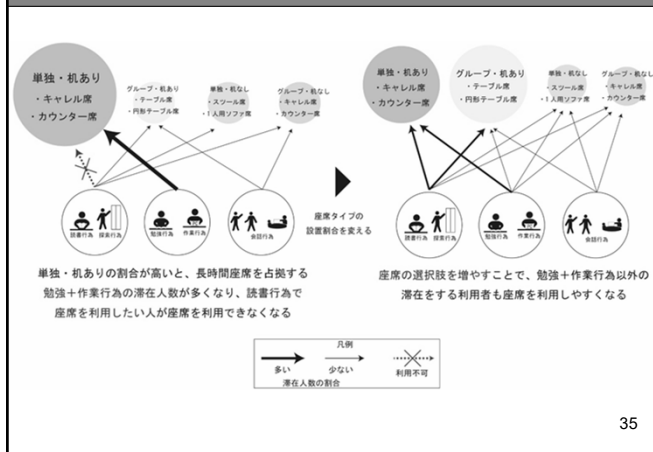 単独・机あり
・キャレル席
・カウンター席
グループ・机あり
・テーブル席
・円形テーブル席
単独・机なし
・スツール席
・1人用ソファ席
グループ・机なし
・キャレル席
・カウンター席
読書行為
探索行為
勉強行為
作業行為
会話行為
単独・机ありの割合が高いと、長時間座席を占拠する
勉強+作業行為の滞在人数が多くなり、読書行為で
座席を利用したい人が座席を利用できなくなる
座席タイプの
設置割合を変える
単独・机あり
・キャレル席
・カウンター席
グループ・机あり
・テーブル席
・円形テーブル席
単独・机なし
・スツール席
・1人用ソファ席
グループ・机なし
・キャレル席
・カウンター席
読書行為
探索行為
勉強行為
作業行為
会話行為
座席の選択肢を増やすことで、勉強+作業行為以外の
滞在をする利用者も座席を利用しやすくなる
凡例
多い
少ない
利用不可
滞在人数の割合
35